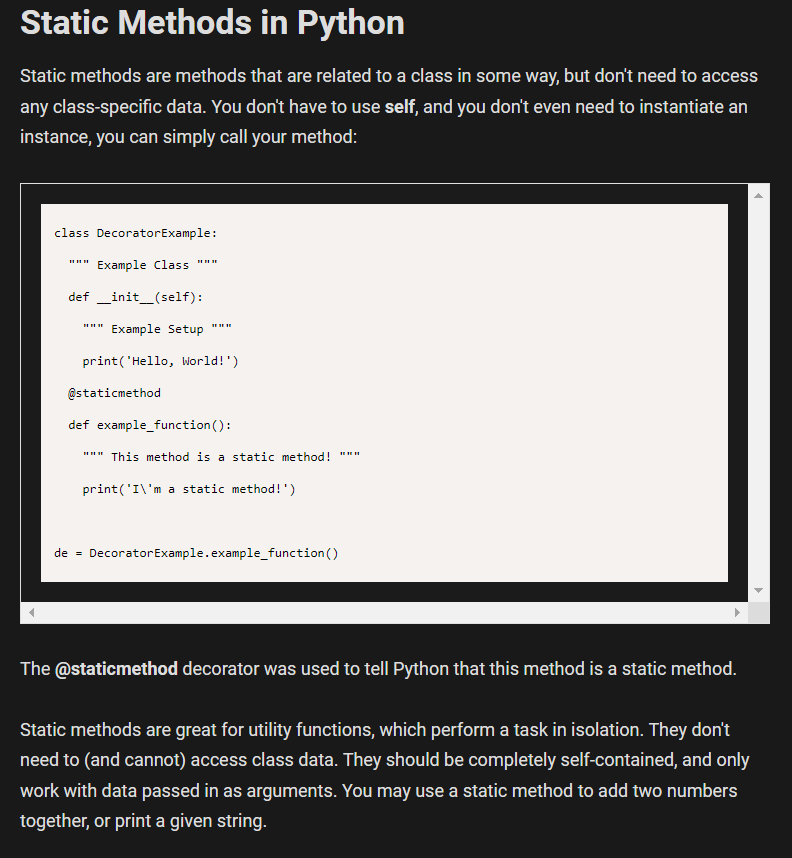 Static Methods in Python
Static methods are methods that are related to a class in some way, but don't need to access
any class-specific data. You don't have to use self, and you don't even need to instantiate an
instance, you can simply call your method:
class DecoratorExample:
  """ Example Class """
  def __init__(self):
    """ Example Setup """
    print('Hello, World!')
  @staticmethod
  def example_function():
    """ This method is a static method! """
    print('I\'m a static method!')
de = DecoratorExample.example_function()
The @staticmethod decorator was used to tell Python that this method is a static method.
Static methods are great for utility functions, which perform a task in isolation. They don't
need to (and cannot) access class data. They should be completely self-contained, and only
work with data passed in as arguments. You may use a static method to add two numbers
together, or print a given string.